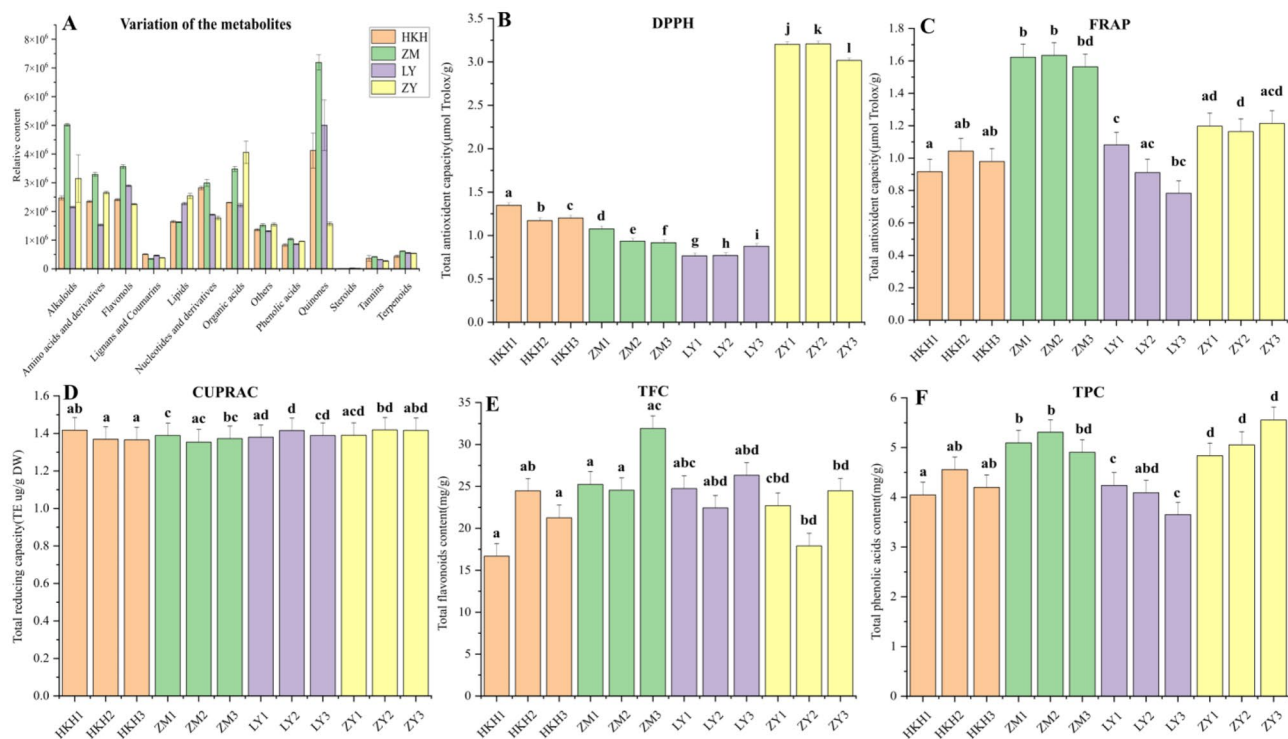 A
Variation of the metabolites
HKH
ZM
LY
ZY
Relative content
8×10⁶
7×10⁶
6×10⁶
5×10⁶
4×10⁶
3×10⁶
2×10⁶
1×10⁶
0
Alkaloids
Amino acids and derivatives
Flavonols
Lignans and Coumarins
Lipids
Nucleotides and derivatives
Organic acids
Others
Phenolic acids
Quinones
Steroids
Tannins
Terpenoids
B
DPPH
Total antioxident capacity(μmol Trolox/g)
3.5
3.0
2.5
2.0
1.5
1.0
0.5
0.0
a b c d e f g h i j k l
HKH1 HKH2 HKH3 ZM1 ZM2 ZM3 LY1 LY2 LY3 ZY1 ZY2 ZY3
C
FRAP
Total antioxident capacity(μmol Trolox/g)
1.8
1.6
1.4
1.2
1.0
0.8
0.6
0.4
0.2
0.0
a ab ab b b bd c ac bc ad d acd
HKH1 HKH2 HKH3 ZM1 ZM2 ZM3 LY1 LY2 LY3 ZY1 ZY2 ZY3
D
CUPRAC
Total reducing capacity(TE ug/g DW)
1.6
1.4
1.2
1.0
0.8
0.6
0.4
0.2
0.0
ab a a c ac bc ad d cd acd bd abd
HKH1 HKH2 HKH3 ZM1 ZM2 ZM3 LY1 LY2 LY3 ZY1 ZY2 ZY3
E
TFC
Total flavonoids content(mg/g)
35
30
25
20
15
10
5
0
a ab a a a ac abc abd abd cbd bd bd
HKH1 HKH2 HKH3 ZM1 ZM2 ZM3 LY1 LY2 LY3 ZY1 ZY2 ZY3
F
TPC
Total phenolic acids content(mg/g)
6
5
4
3
2
1
0
a ab ab b b bd c abd c d d d
HKH1 HKH2 HKH3 ZM1 ZM2 ZM3 LY1 LY2 LY3 ZY1 ZY2 ZY3